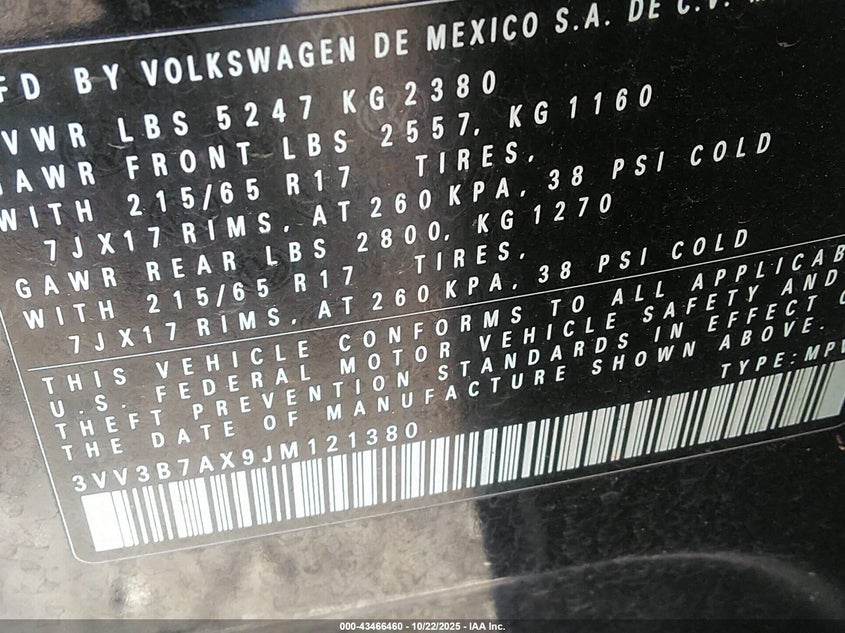 FD BY VOLKSWAGEN DE MEXICO S.A. DE C.V.
VWR LBS 5247 KG 2380
GAWR FRONT LBS 2557, KG 1160
WITH 215/65 R17 TIRES,
7JX17 RIMS, AT 260 KPA, 38 PSI COLD
GAWR REAR LBS 2800, KG 1270
WITH 215/65 R17 TIRES,
7JX17 RIMS, AT 260 KPA, 38 PSI COLD
THIS VEHICLE CONFORMS TO ALL APPLICAB
U.S. FEDERAL MOTOR VEHICLE SAFETY AND
THEFT PREVENTION STANDARDS IN EFFECT
THE DATE OF MANUFACTURE SHOWN ABOVE.
3VV3B7AX9JM121380 TYPE: MPV
000-43466460 - 10/22/2025 - IAA Inc.